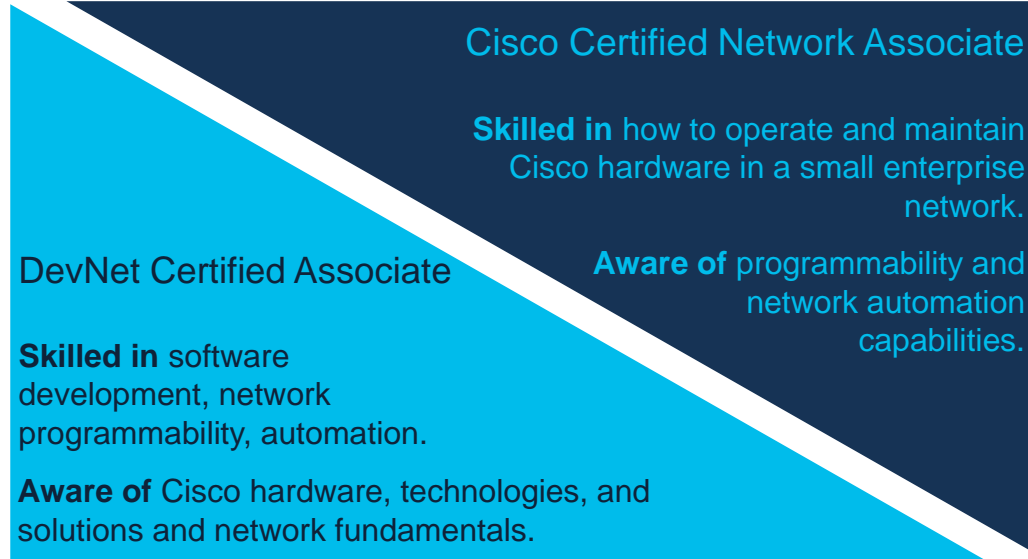 Cisco Certified Network Associate
Skilled in how to operate and maintain
Cisco hardware in a small enterprise
network.
Aware of programmability and
network automation
capabilities.
DevNet Certified Associate
Skilled in software
development, network
programmability, automation.
Aware of Cisco hardware, technologies, and
solutions and network fundamentals.